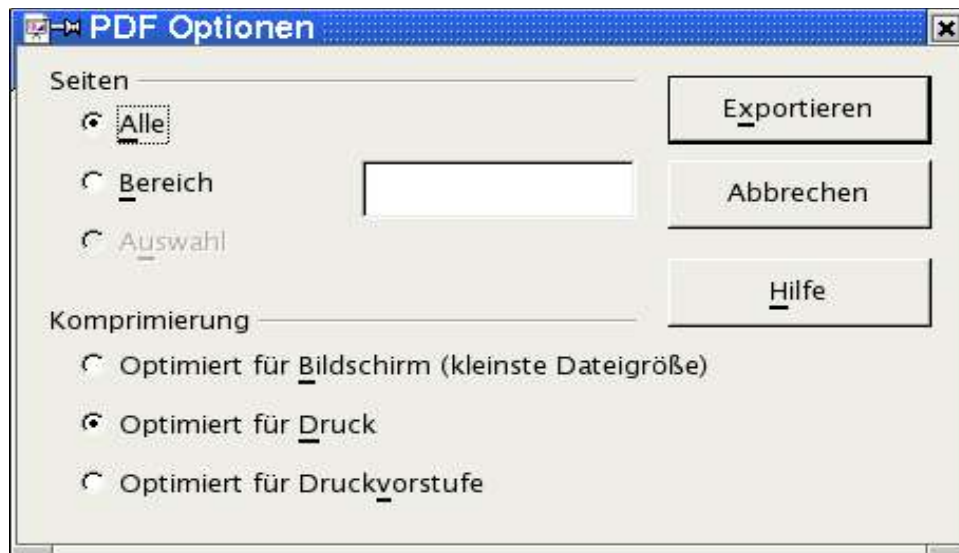 PDF Optionen
Seiten
Alle
Bereich
Auswahl
Exportieren
Abbrechen
Hilfe
Komprimierung
Optimiert für Bildschirm (kleinste Dateigröße)
Optimiert für Druck
Optimiert für Druckvorstufe